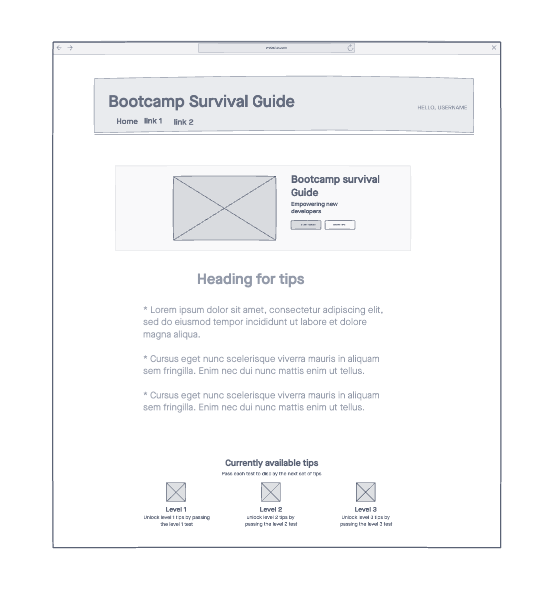 Bootcamp Survival Guide
HELLO, USERNAME
Home link 1 link 2
Bootcamp survival
Guide
Empowering new
developers
Heading for tips
* Lorem ipsum dolor sit amet, consectetur adipiscing elit,
sed do eiusmod tempor incididunt ut labore et dolore
magna aliqua.
* Cursus eget nunc scelerisque viverra mauris in aliquam
sem fringilla. Enim nec dui nunc mattis enim ut tellus.
* Cursus eget nunc scelerisque viverra mauris in aliquam
sem fringilla. Enim nec dui nunc mattis enim ut tellus.
Currently available tips
Pass each test to the next set of tips
Level 1
Unlock level 1 tips by passing
the level 1 test
Level 2
unlock level 2 tips by
passing the level 2 test
Level 3
Unlock level 3 tips by
passing the level 3 test